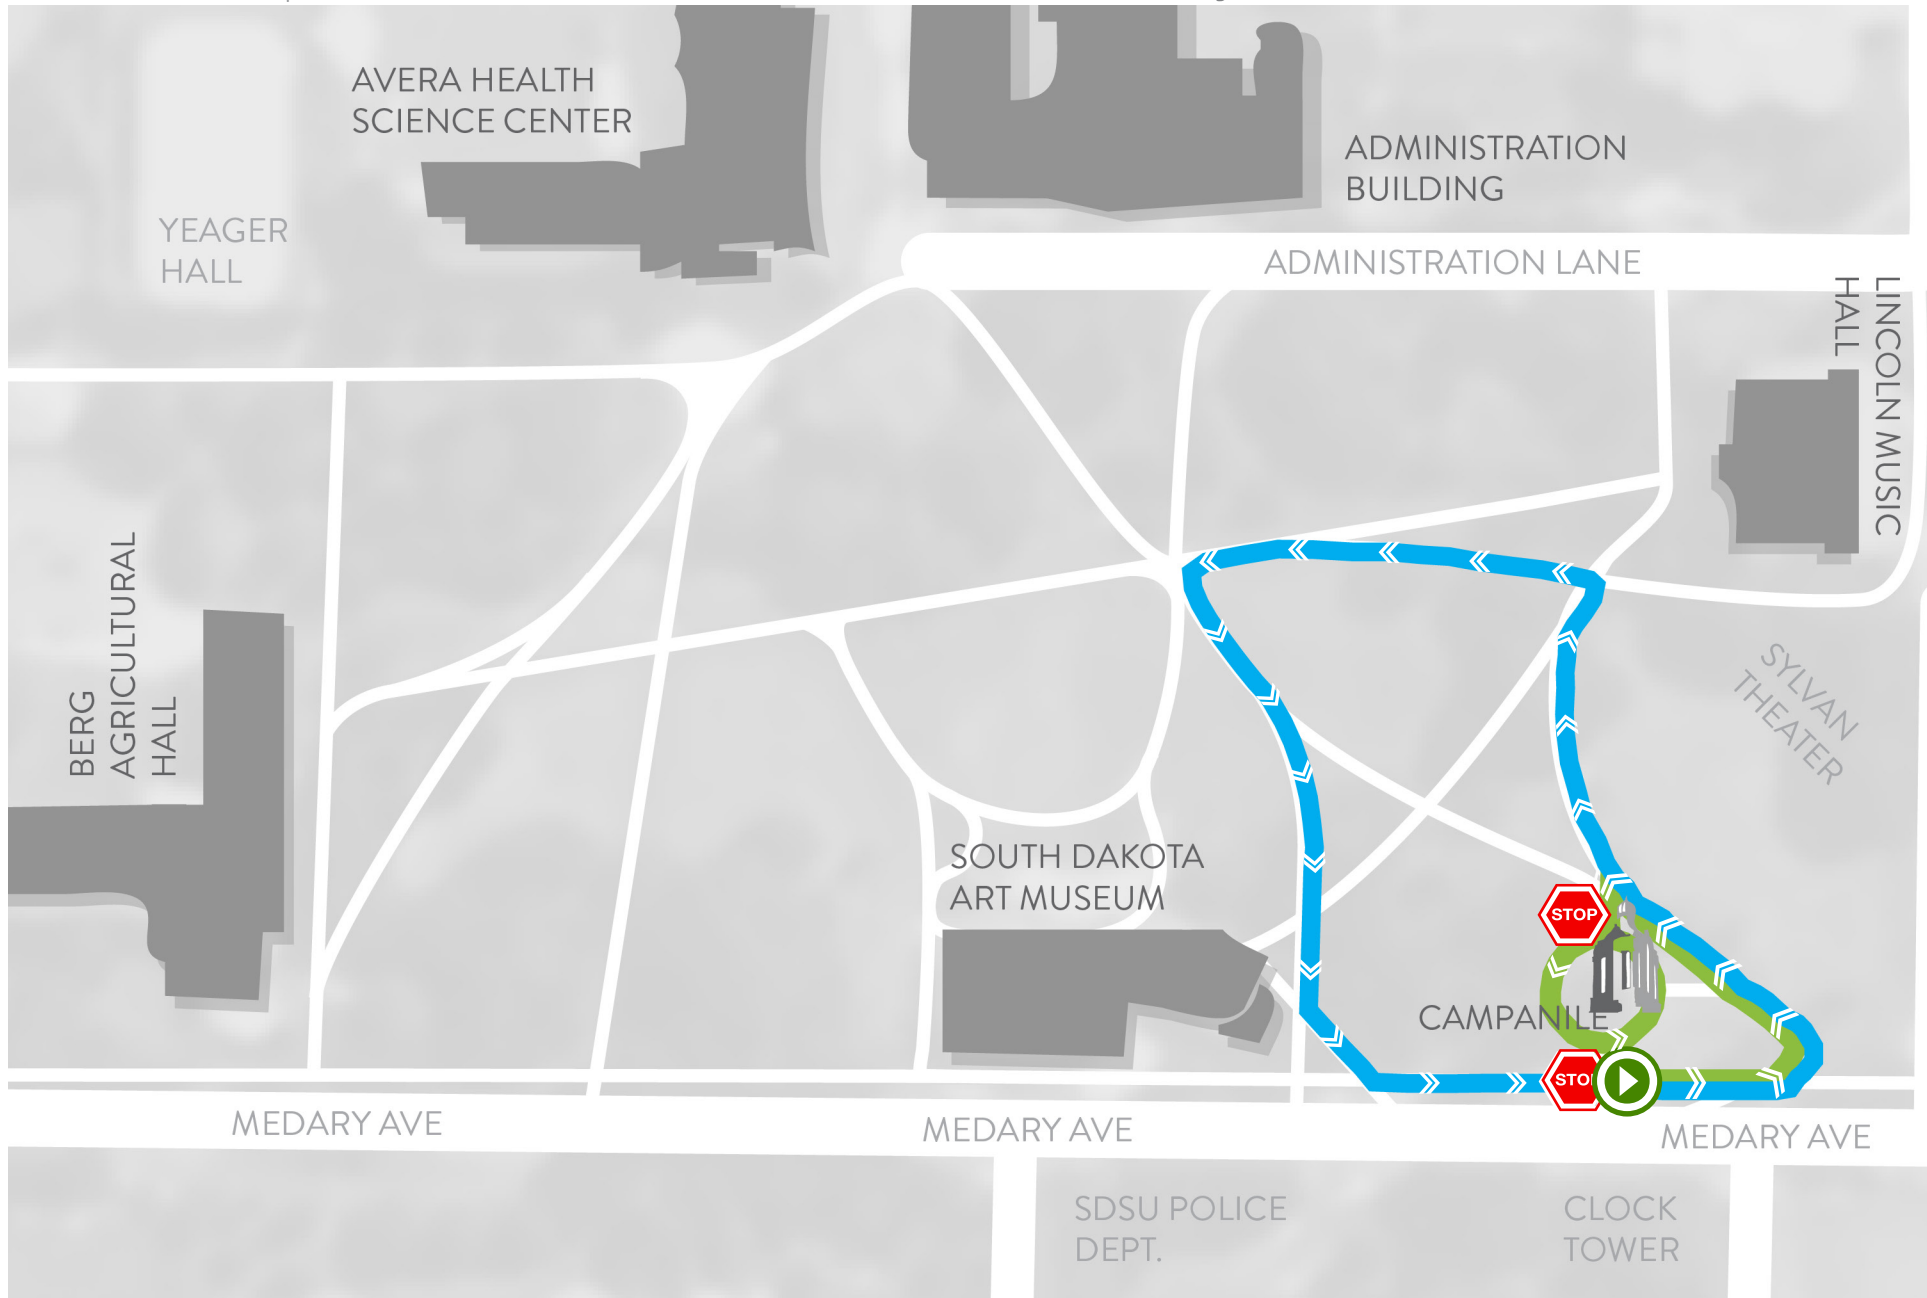 AVERA HEALTH
SCIENCE CENTER
ADMINISTRATION
BUILDING
YEAGER
HALL
ADMINISTRATION LANE
LINCOLN MUSIC
HALL
BERG
AGRICULTURAL
HALL
SYLVAN
THEATER
SOUTH DAKOTA
ART MUSEUM
STOP
CAMPANILE
STOP
MEDARY AVE
MEDARY AVE
MEDARY AVE
SDSU POLICE
DEPT.
CLOCK
TOWER